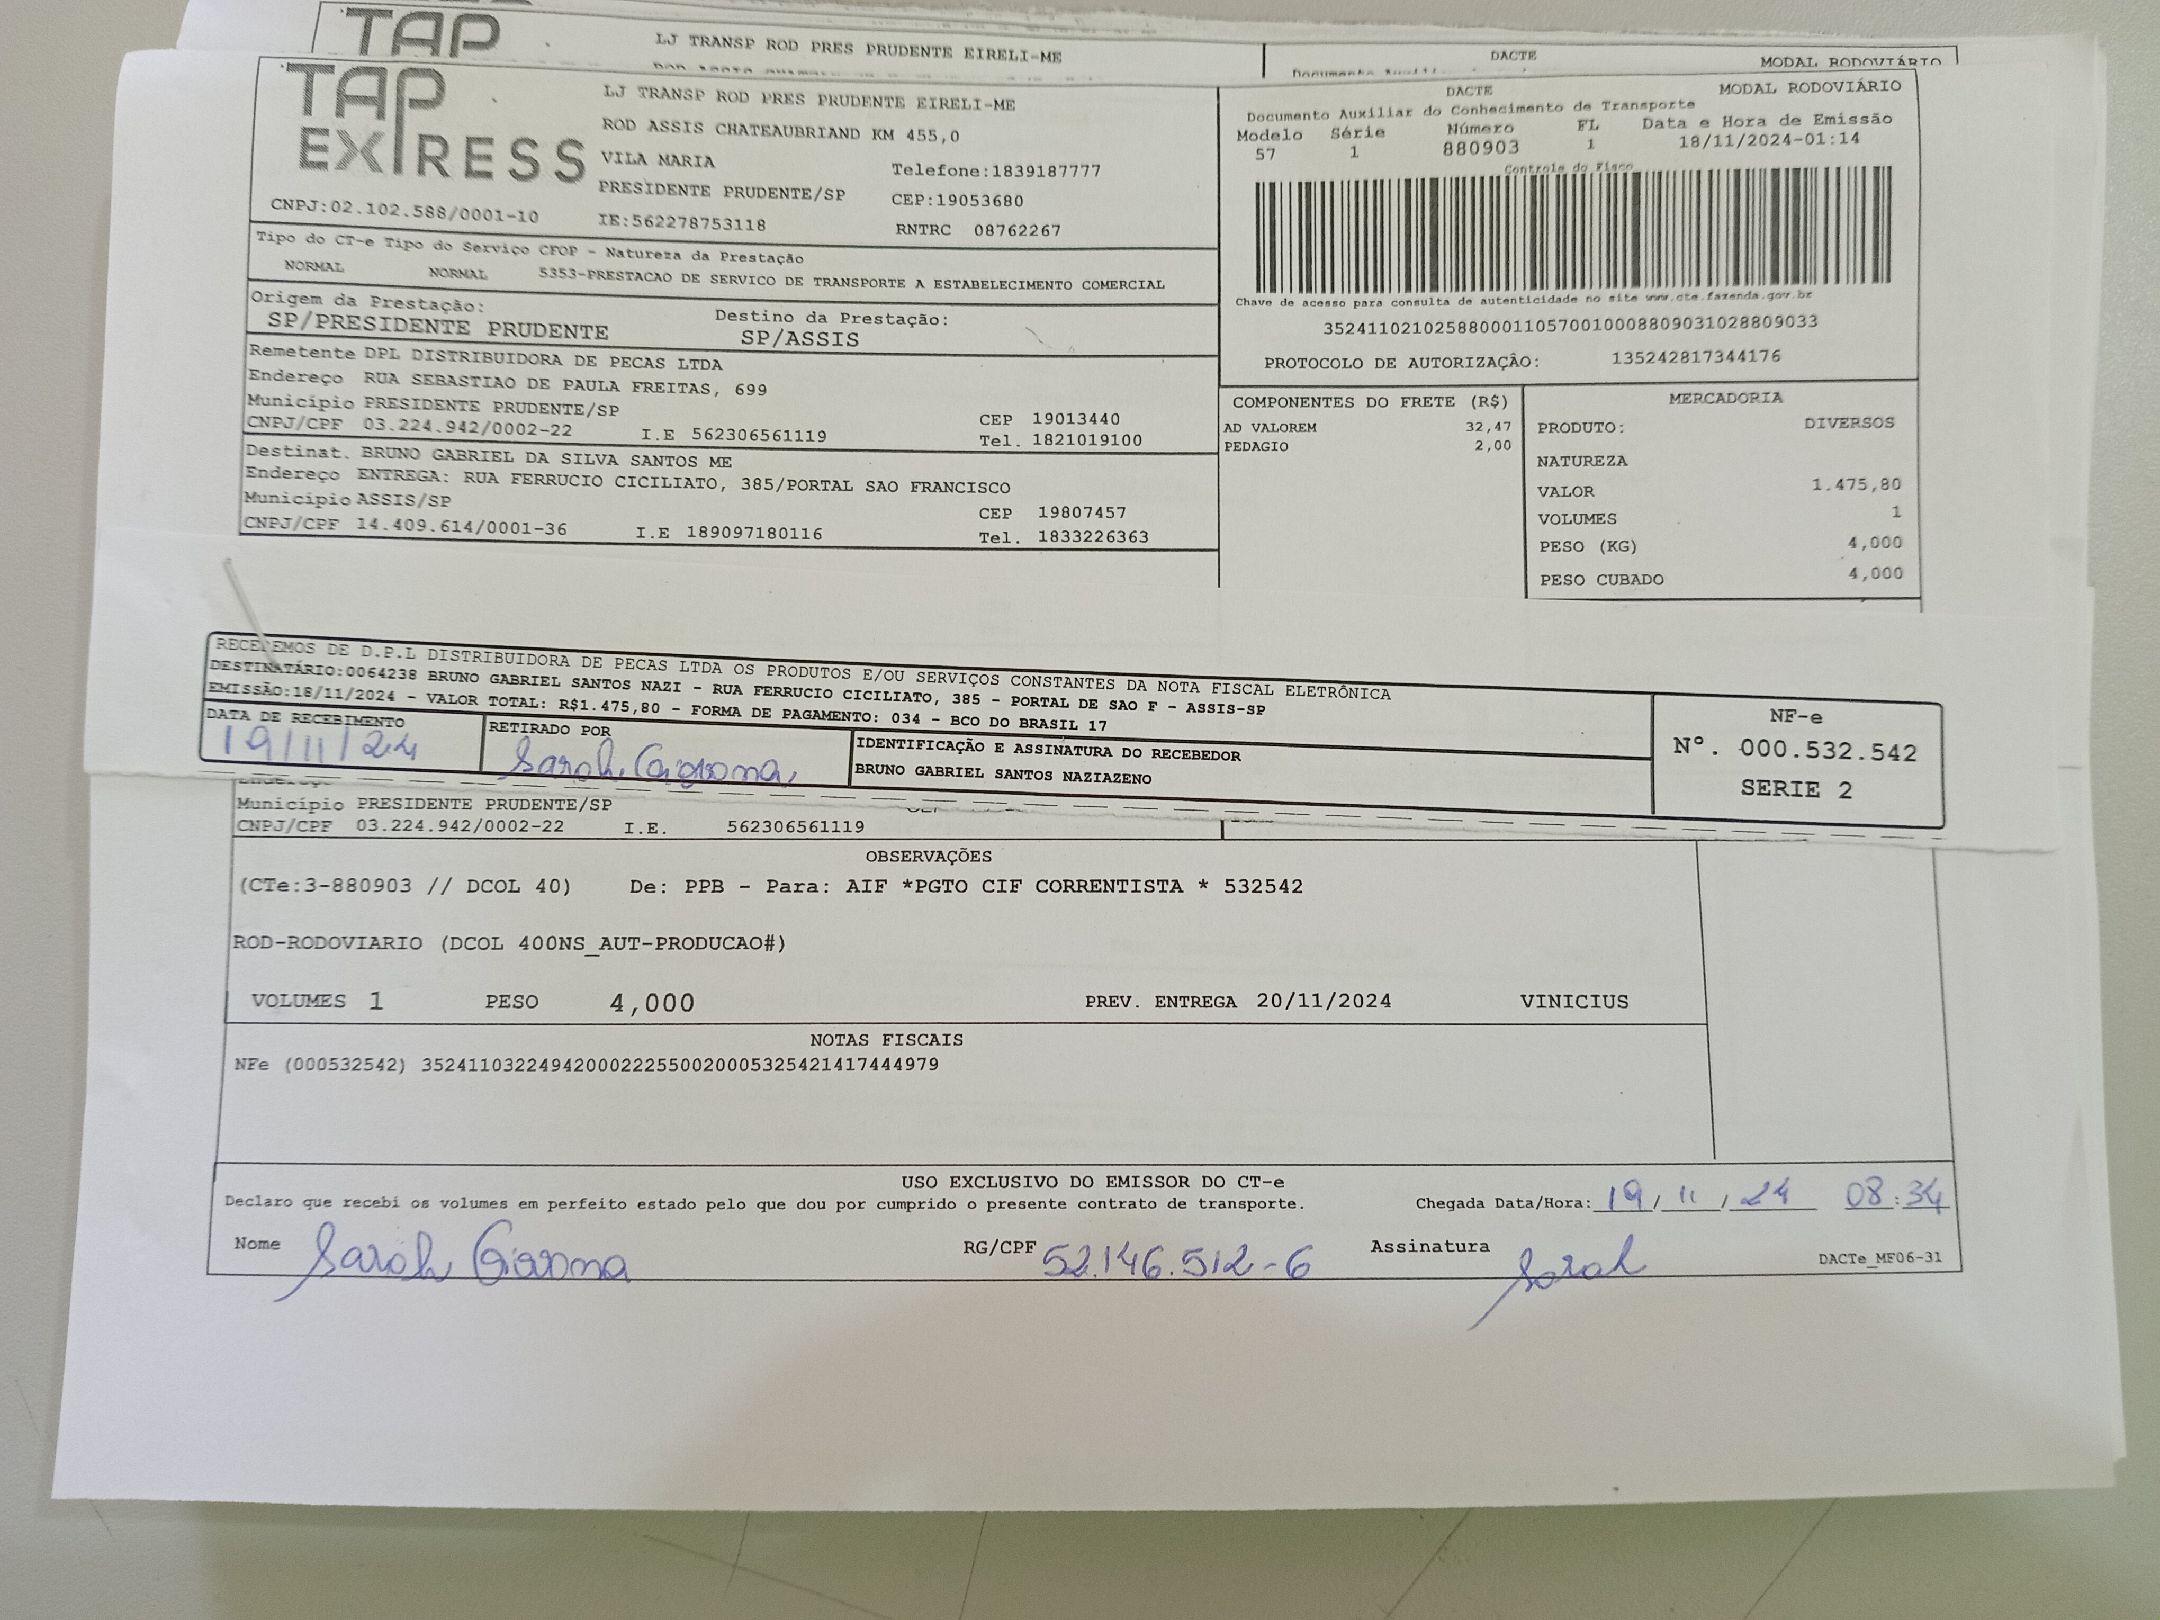 TAP
LJ TRANSP ROD PRES PRUDENTE EIRELI-ME
DACTE
MODAL RODOVIÁRIO
TAP
EXPRESS
LJ TRANSP ROD PRES PRUDENTE EIRELI-ME
ROD ASSIS CHATEAUBRIAND KM 455,0
VILA MARIA
Telefone:1839187777
PRESIDENTE PRUDENTE/SP
CEP:19053680
CNPJ:02.102.588/0001-10
IE:562278753118
RNTRC 08762267
DACTE
MODAL RODOVIÁRIO
Documento Auxiliar do Conhecimento de Transporte
Modelo Série Número FL Data e Hora de Emissão
57 1 880903 1 18/11/2024-01:14
Controle do Fisco
Chave de acesso para consulta de autenticidade no site www.cte.fazenda.gov.br
35241102102588000110570010008809031028809033
PROTOCOLO DE AUTORIZAÇÃO: 135242817344176
Tipo do CT-e Tipo do Serviço CFOP - Natureza da Prestação
NORMAL NORMAL 5353-PRESTACAO DE SERVICO DE TRANSPORTE A ESTABELECIMENTO COMERCIAL
Origem da Prestação: Destino da Prestação:
SP/PRESIDENTE PRUDENTE SP/ASSIS
Remetente DPL DISTRIBUIDORA DE PECAS LTDA
Endereço RUA SEBASTIAO DE PAULA FREITAS, 699
Município PRESIDENTE PRUDENTE/SP CEP 19013440
CNPJ/CPF 03.224.942/0002-22 I.E 562306561119 Tel. 1821019100
Destinat. BRUNO GABRIEL DA SILVA SANTOS ME
Endereço ENTREGA: RUA FERRUCIO CICILIATO, 385/PORTAL SAO FRANCISCO
Município ASSIS/SP CEP 19807457
CNPJ/CPF 14.409.614/0001-36 I.E 189097180116 Tel. 1833226363
COMPONENTES DO FRETE (R$)
AD VALOREM 32,47
PEDAGIO 2,00
MERCADORIA
PRODUTO: DIVERSOS
NATUREZA
VALOR 1.475,80
VOLUMES 1
PESO (KG) 4,000
PESO CUBADO 4,000
RECEBEMOS DE D.P.L DISTRIBUIDORA DE PECAS LTDA OS PRODUTOS E/OU SERVIÇOS CONSTANTES DA NOTA FISCAL ELETRÔNICA
DESTINATÁRIO:0064238 BRUNO GABRIEL SANTOS NAZI - RUA FERRUCIO CICILIATO, 385 - PORTAL DE SAO F - ASSIS-SP
EMISSÃO:18/11/2024 - VALOR TOTAL: R$1.475,80 - FORMA DE PAGAMENTO: 034 - BCO DO BRASIL 17
DATA DE RECEBIMENTO
19/11/24
RETIRADO POR
Sarah
IDENTIFICAÇÃO E ASSINATURA DO RECEBEDOR
BRUNO GABRIEL SANTOS NAZIAZENO
NF-e
Nº. 000.532.542
SERIE 2
Município PRESIDENTE PRUDENTE/SP
CNPJ/CPF 03.224.942/0002-22 I.E. 562306561119
OBSERVAÇÕES
(CTe:3-880903 // DCOL 40) De: PPB - Para: AIF *PGTO CIF CORRENTISTA * 532542
ROD-RODOVIARIO (DCOL 400NS_AUT-PRODUCAO#)
VOLUMES 1 PESO 4,000 PREV. ENTREGA 20/11/2024 VINICIUS
NOTAS FISCAIS
NFe (000532542) 35241103224942000222550020005325421417444979
USO EXCLUSIVO DO EMISSOR DO CT-e
Declaro que recebi os volumes em perfeito estado pelo que dou por cumprido o presente contrato de transporte. Chegada Data/Hora: 19/11/24 08:34
Nome Sarah RG/CPF 52.146.512-6 Assinatura Sarah
DACTe_MF06-31